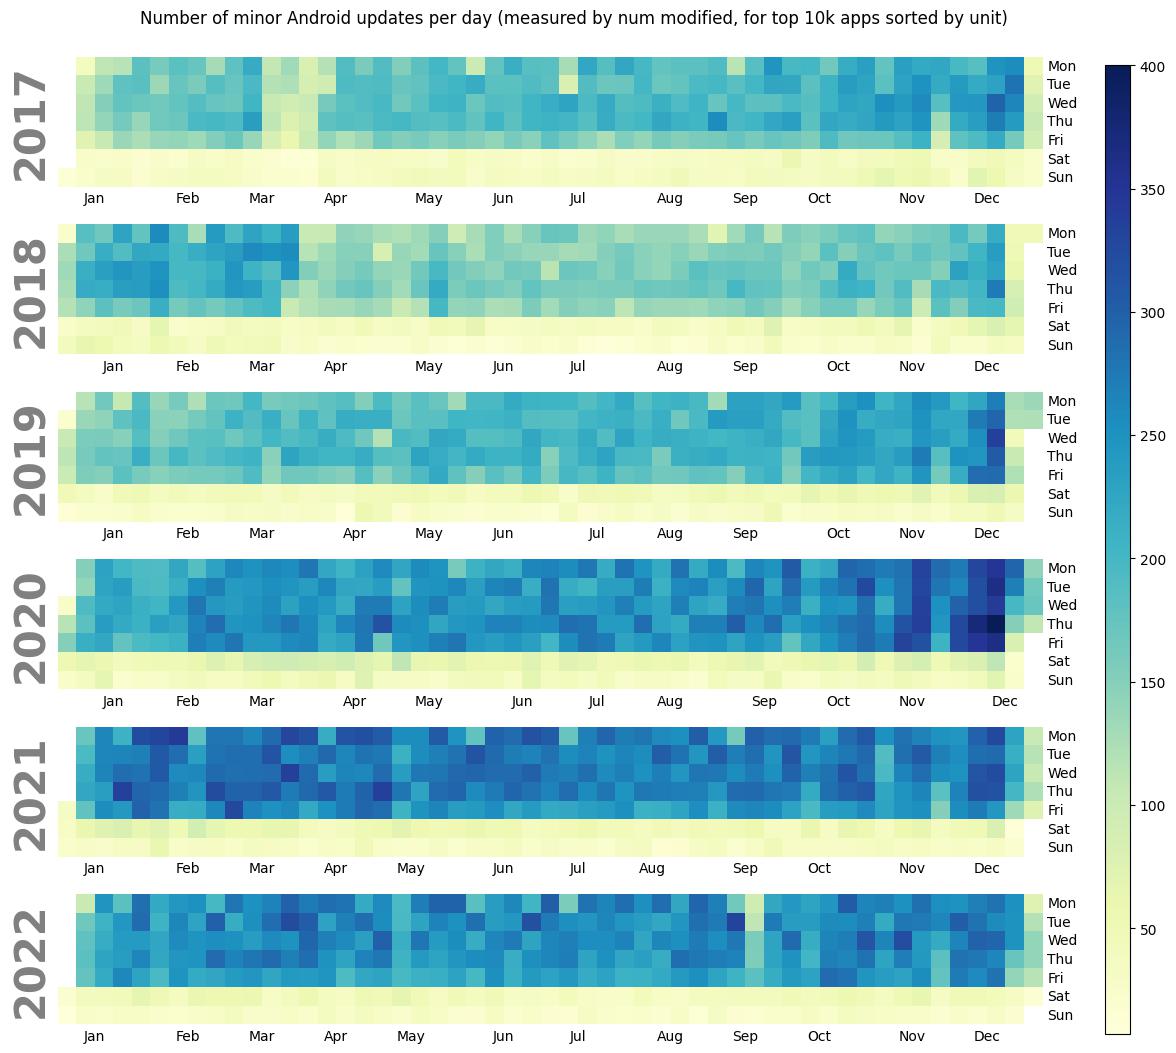 Number of minor Android updates per day (measured by num modified, for top 10k apps sorted by unit)
2017
Mon
Tue
Wed
Thu
Fri
Sat
Sun
Jan Feb Mar Apr May Jun Jul Aug Sep Oct Nov Dec
2018
Mon
Tue
Wed
Thu
Fri
Sat
Sun
Jan Feb Mar Apr May Jun Jul Aug Sep Oct Nov Dec
2019
Mon
Tue
Wed
Thu
Fri
Sat
Sun
Jan Feb Mar Apr May Jun Jul Aug Sep Oct Nov Dec
2020
Mon
Tue
Wed
Thu
Fri
Sat
Sun
Jan Feb Mar Apr May Jun Jul Aug Sep Oct Nov Dec
2021
Mon
Tue
Wed
Thu
Fri
Sat
Sun
Jan Feb Mar Apr May Jun Jul Aug Sep Oct Nov Dec
2022
Mon
Tue
Wed
Thu
Fri
Sat
Sun
Jan Feb Mar Apr May Jun Jul Aug Sep Oct Nov Dec
400
350
300
250
200
150
100
50